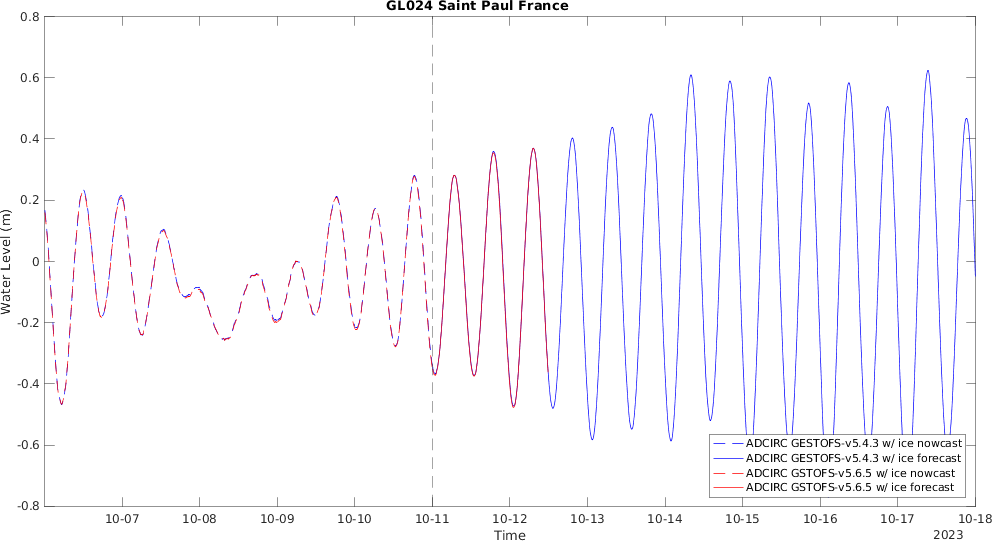 GL024 Saint Paul France
0.8
0.6
0.4
0.2
0
-0.2
-0.4
-0.6
-0.8
Water Level (m)
ADCIRC GESTOFS-v5.4.3 w/ ice nowcast
ADCIRC GESTOFS-v5.4.3 w/ ice forecast
ADCIRC GSTOFS-v5.6.5 w/ ice nowcast
ADCIRC GSTOFS-v5.6.5 w/ ice forecast
10-07 10-08 10-09 10-10 10-11 10-12 10-13 10-14 10-15 10-16 10-17 10-18
Time
2023